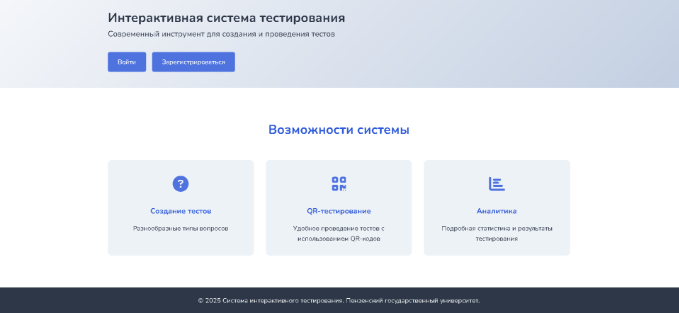 Интерактивная система тестирования
Современный инструмент для создания и проведения тестов
Войти
Зарегистрироваться
Возможности системы
Создание тестов
Разнообразные типы вопросов
QR-тестирование
Удобное проведение тестов с
использованием QR-кодов
Аналитика
Подробная статистика и результаты
тестирования
© 2025 Система интерактивного тестирования. Пензенский государственный университет.